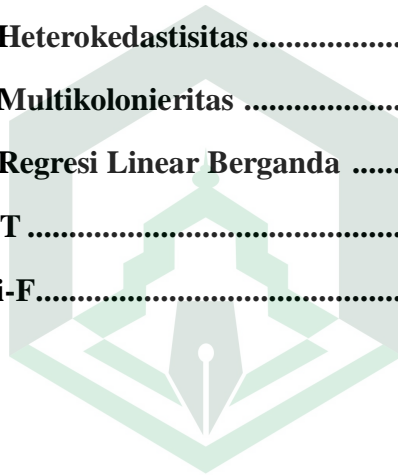 Heterokedastisitas ....................
Multikolonieritas .....................
Regresi Linear Berganda ......
T ...............................................
i-F..............................................